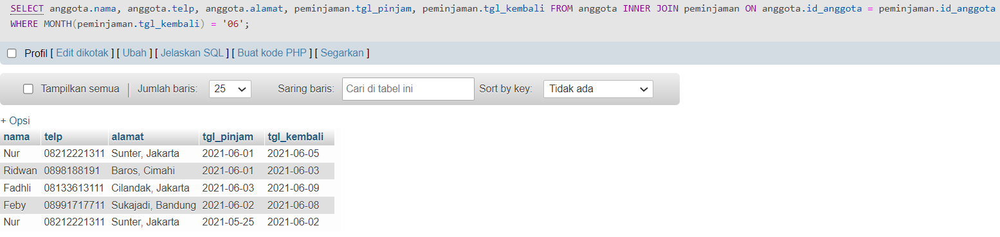 SELECT anggota.nama, anggota.telp, anggota.alamat, peminjaman.tgl_pinjam, peminjaman.tgl_kembali FROM anggota INNER JOIN peminjaman ON anggota.id_anggota = peminjaman.id_anggota
WHERE MONTH(peminjaman.tgl_kembali) = '06';
Profil [ Edit dikotak ] [ Ubah ] [ Jelaskan SQL ] [ Buat kode PHP ] [ Segarkan ]
Tampilkan semua | Jumlah baris: 25 Saring baris: Cari di tabel ini Sort by key: Tidak ada
+ Opsi
nama telp alamat tgl_pinjam tgl_kembali
Nur 08212221311 Sunter, Jakarta 2021-06-01 2021-06-05
Ridwan 0898188191 Baros, Cimahi 2021-06-01 2021-06-03
Fadhli 08133613111 Cilandak, Jakarta 2021-06-03 2021-06-09
Feby 08991717711 Sukajadi, Bandung 2021-06-02 2021-06-08
Nur 08212221311 Sunter, Jakarta 2021-05-25 2021-06-02